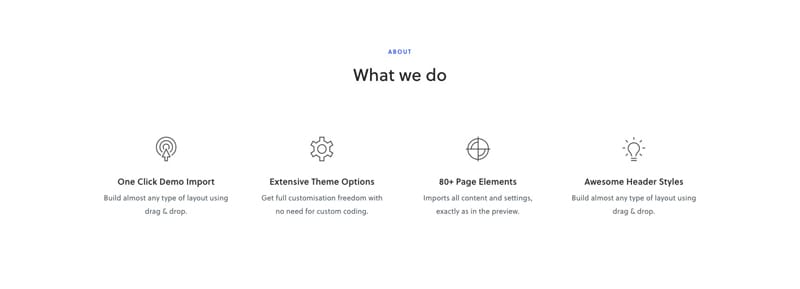 ABOUT
What we do
One Click Demo Import
Build almost any type of layout using
drag & drop.
Extensive Theme Options
Get full customisation freedom with
no need for custom coding.
80+ Page Elements
Imports all content and settings,
exactly as in the preview.
Awesome Header Styles
Build almost any type of layout using
drag & drop.